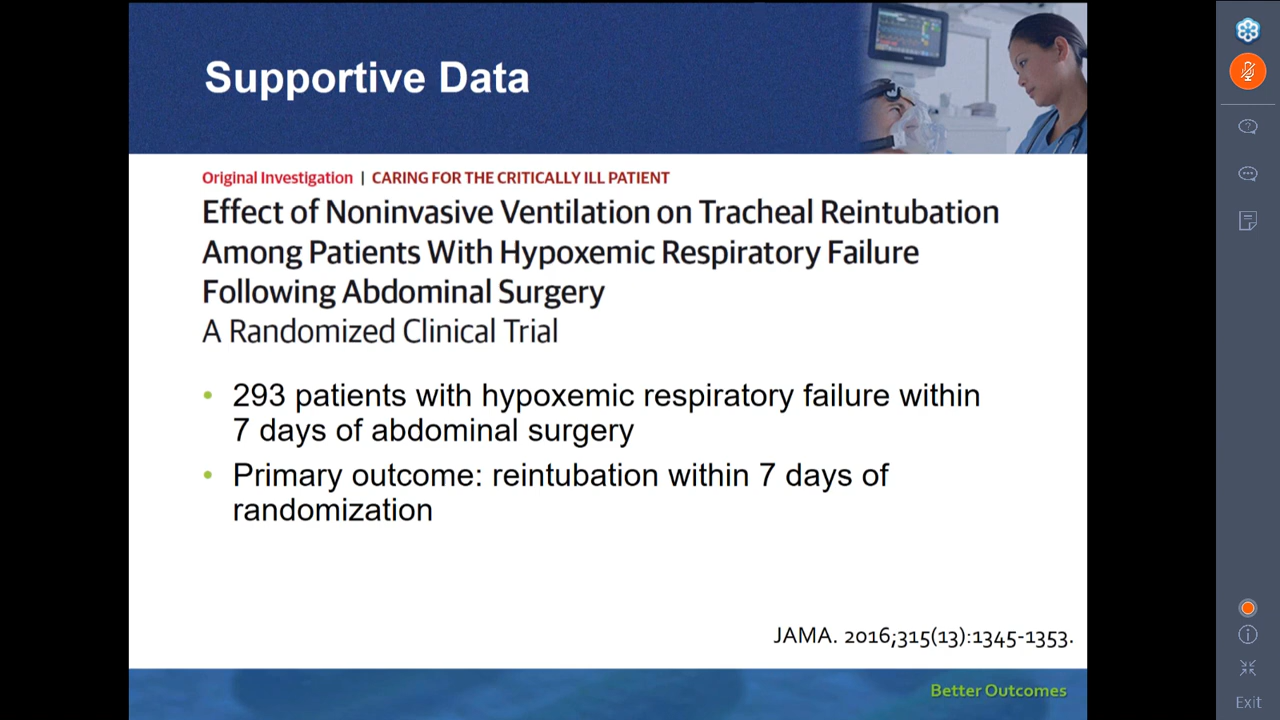 Supportive Data
Original Investigation | CARING FOR THE CRITICALLY ILL PATIENT
Effect of Noninvasive Ventilation on Tracheal Reintubation
Among Patients With Hypoxemic Respiratory Failure
Following Abdominal Surgery
A Randomized Clinical Trial
• 293 patients with hypoxemic respiratory failure within
7 days of abdominal surgery
• Primary outcome: reintubation within 7 days of
randomization
JAMA. 2016;315(13):1345-1353.
Better Outcomes
Exit